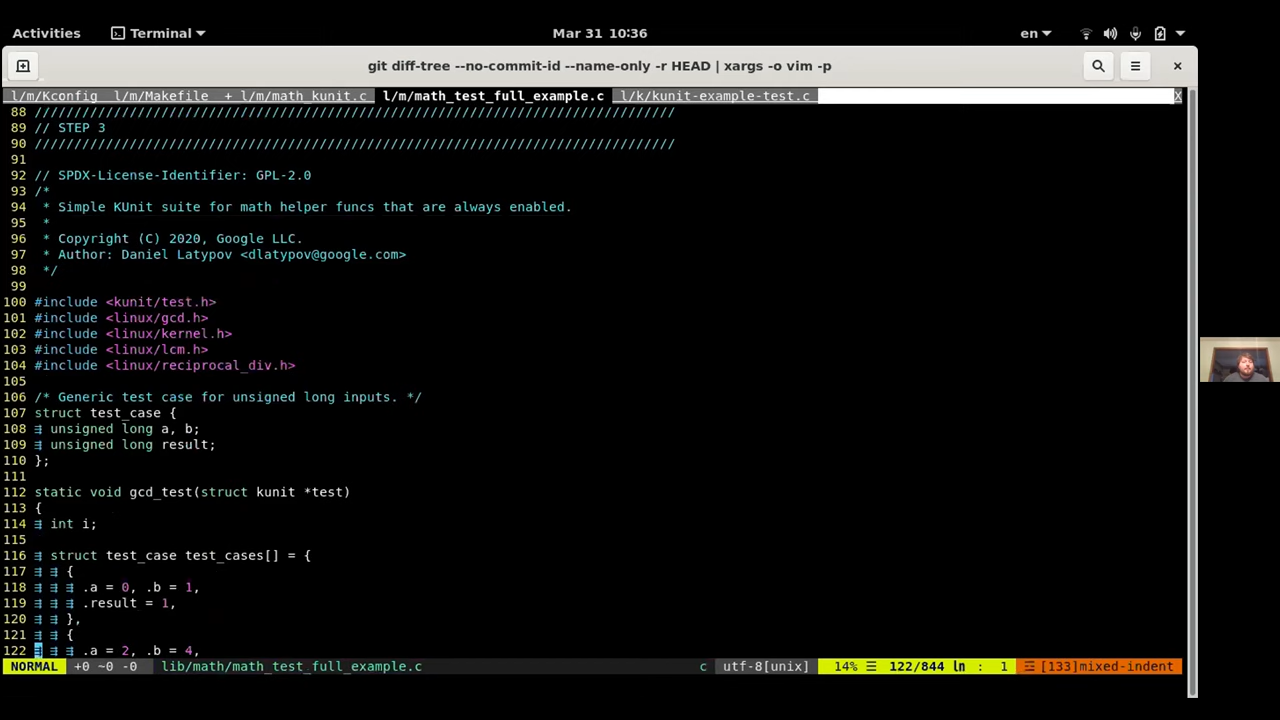 Activities Terminal Mar 31 10:36 en
git diff-tree --no-commit-id --name-only -r HEAD | xargs -o vim -p
l/m/Kconfig l/m/Makefile + l/m/math_kunit.c l/m/math_test_full_example.c l/k/kunit-example-test.c X
88 /////////////////////////////////////////////////////////////////////////////////
89 // STEP 3
90 /////////////////////////////////////////////////////////////////////////////////
91
92 // SPDX-License-Identifier: GPL-2.0
93 /*
94  * Simple KUnit suite for math helper funcs that are always enabled.
95  *
96  * Copyright (C) 2020, Google LLC.
97  * Author: Daniel Latypov <dlatypov@google.com>
98  */
99
100 #include <kunit/test.h>
101 #include <linux/gcd.h>
102 #include <linux/kernel.h>
103 #include <linux/lcm.h>
104 #include <linux/reciprocal_div.h>
105
106 /* Generic test case for unsigned long inputs. */
107 struct test_case {
108 unsigned long a, b;
109 unsigned long result;
110 };
111
112 static void gcd_test(struct kunit *test)
113 {
114 int i;
115
116 struct test_case test_cases[] = {
117 {
118 .a = 0, .b = 1,
119 .result = 1,
120 },
121 {
122 .a = 2, .b = 4,
NORMAL +0 ~0 -0 lib/math/math_test_full_example.c c utf-8[unix] 14% ☰ 122/844 ln : 1 ☲ [133]mixed-indent